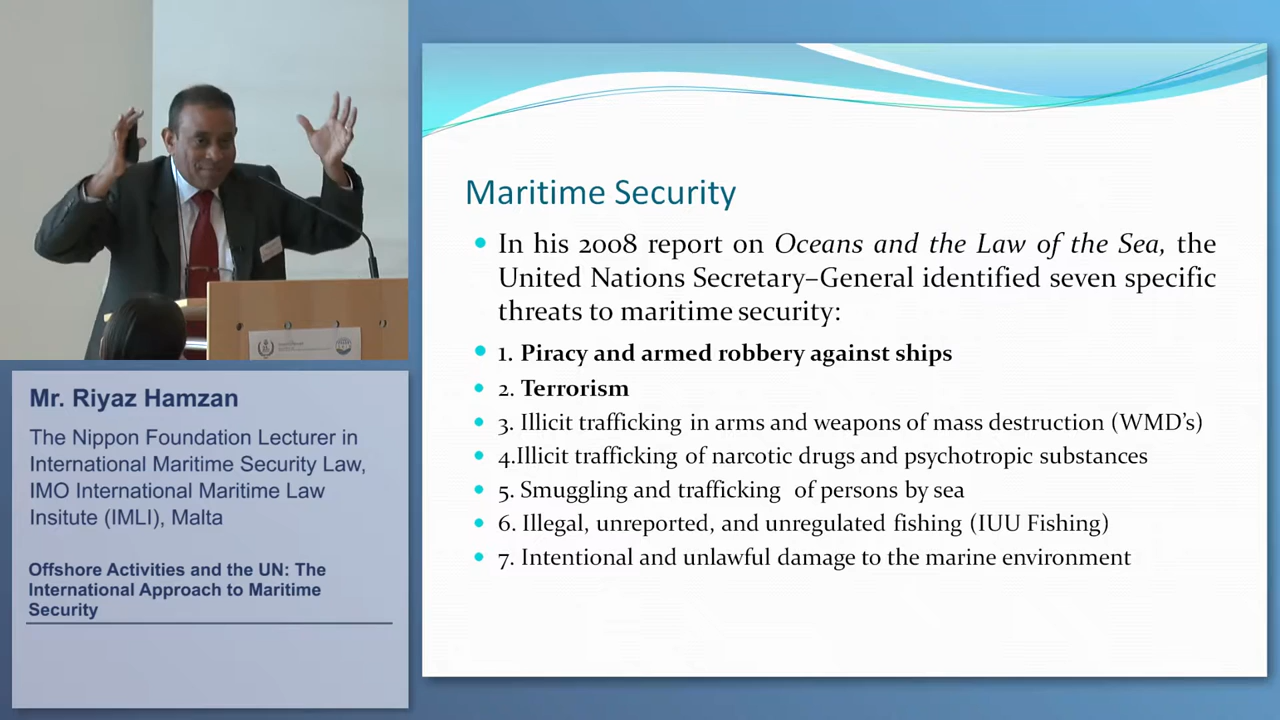 Maritime Security
In his 2008 report on Oceans and the Law of the Sea, the
United Nations Secretary–General identified seven specific
threats to maritime security:
1. Piracy and armed robbery against ships
2. Terrorism
3. Illicit trafficking in arms and weapons of mass destruction (WMD's)
4.Illicit trafficking of narcotic drugs and psychotropic substances
5. Smuggling and trafficking of persons by sea
6. Illegal, unreported, and unregulated fishing (IUU Fishing)
7. Intentional and unlawful damage to the marine environment
Mr. Riyaz Hamzan
The Nippon Foundation Lecturer in
International Maritime Security Law,
IMO International Maritime Law
Insitute (IMLI), Malta
Offshore Activities and the UN: The
International Approach to Maritime
Security